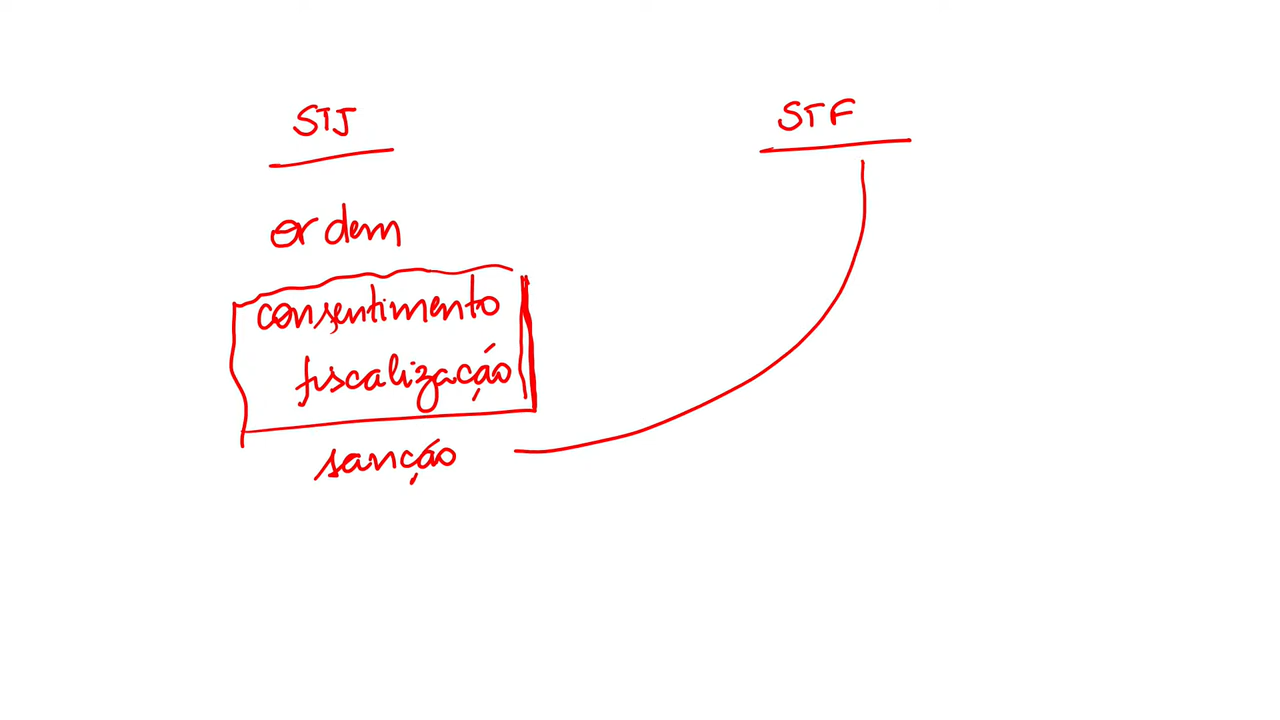 STJ
STF
ordem
consentimento
fiscalização
sanção